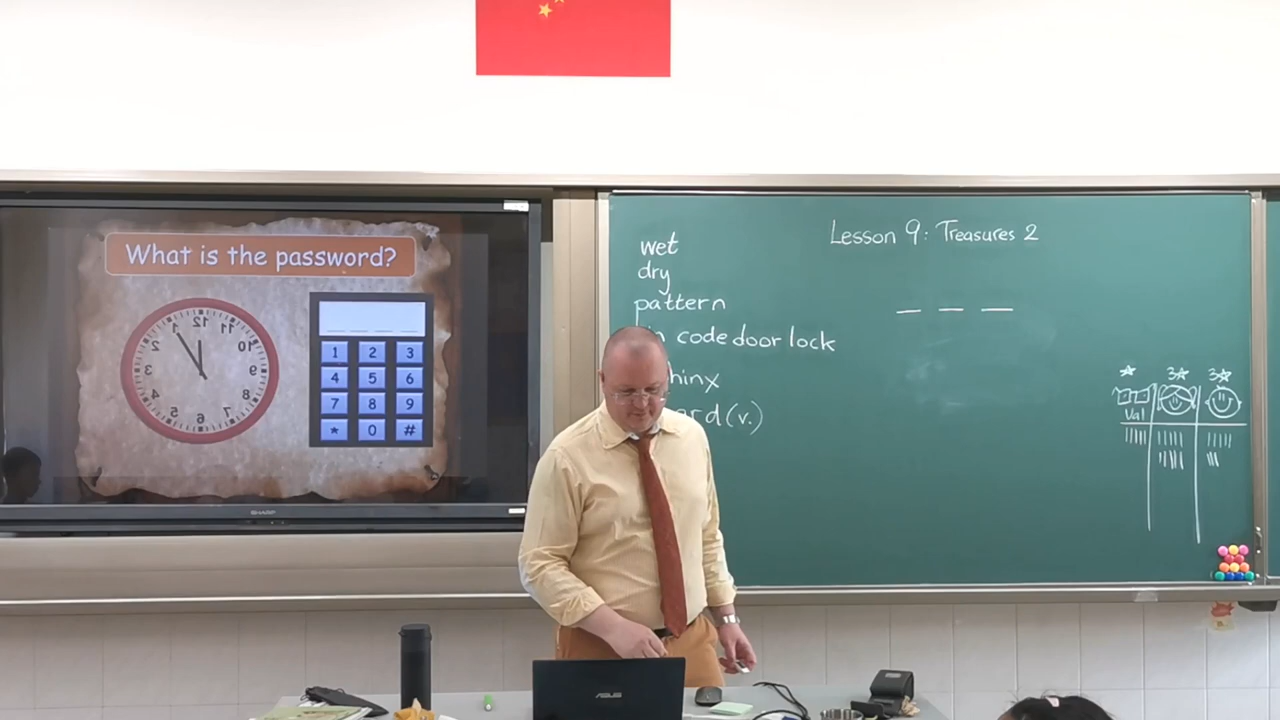 What is the password?
12
11
10
9
8
7
6
5
4
3
2
1
1 2 3
4 5 6
7 8 9
* 0 #
SHARP
Lesson 9: Treasures 2
wet
dry
pattern
code door lock
(v.)
3 3
Val
ASUS